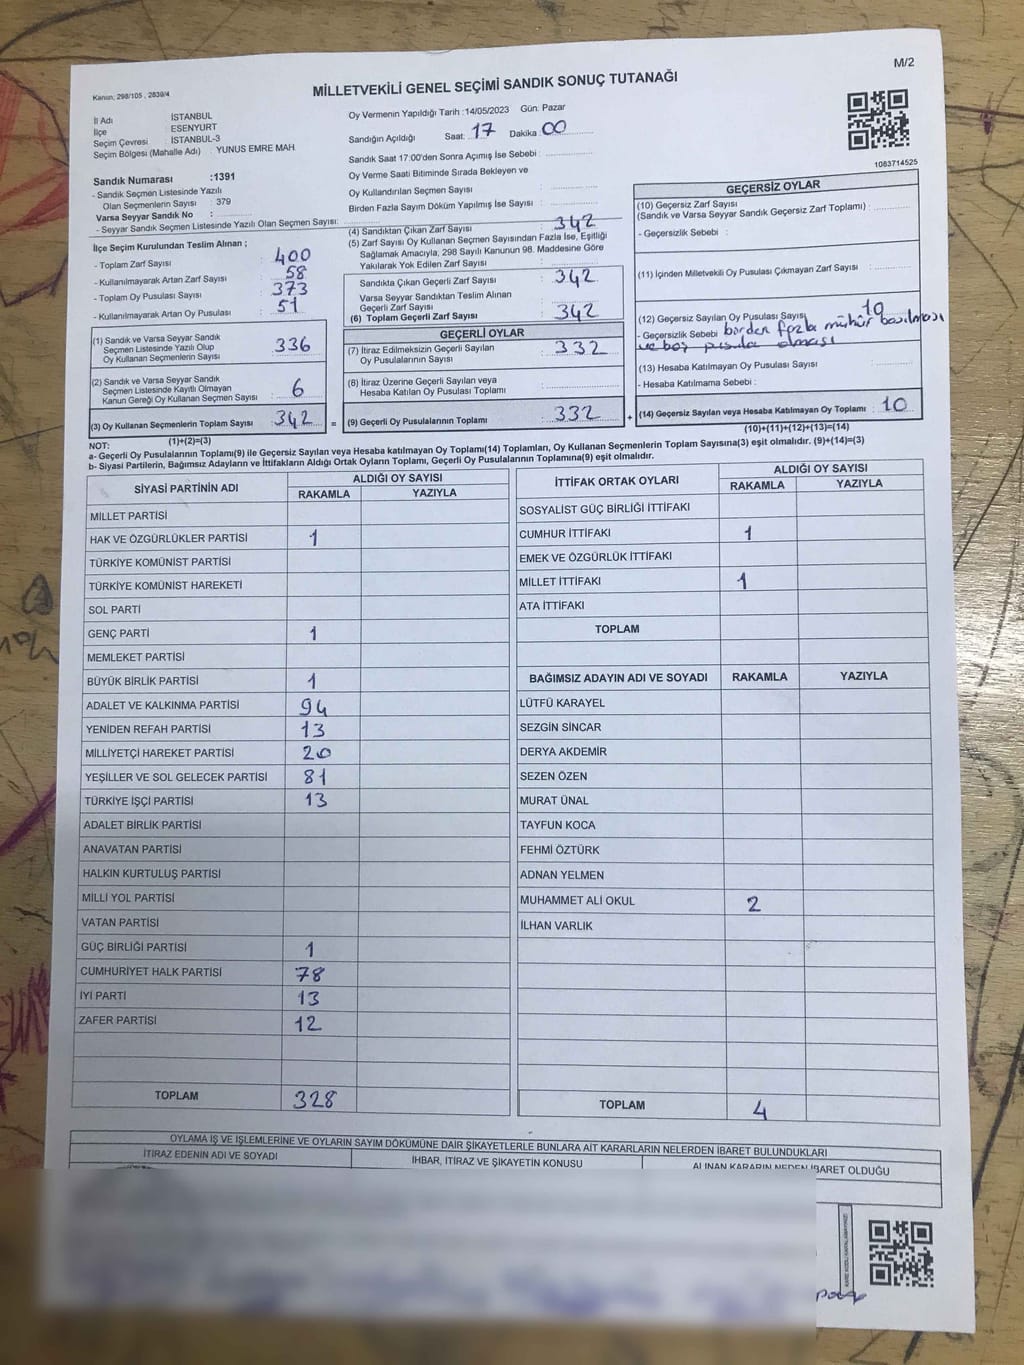 M/2
Kanun, 298/105 , 2839/4
MİLLETVEKİLİ GENEL SEÇİMİ SANDIK SONUÇ TUTANAĞI
İl Adı : İSTANBUL
İlçe : ESENYURT
Seçim Çevresi : İSTANBUL-3
Seçim Bölgesi (Mahalle Adı) : YUNUS EMRE MAH.
Oy Vermenin Yapıldığı Tarih :14/05/2023 Gün: Pazar
Sandığın Açıldığı Saat: 17 Dakika 00
Sandık Saat 17:00'den Sonra Açımış İse Sebebi :
Oy Verme Saati Bitiminde Sırada Bekleyen ve
Oy Kullandırılan Seçmen Sayısı :
Birden Fazla Sayım Döküm Yapılmış İse Sayısı :
1083714525
Sandık Numarası :1391
- Sandık Seçmen Listesinde Yazılı
Olan Seçmenlerin Sayısı : 379
Varsa Seyyar Sandık No :
- Seyyar Sandık Seçmen Listesinde Yazılı Olan Seçmen Sayısı:
İlçe Seçim Kurulundan Teslim Alınan ;
- Toplam Zarf Sayısı : 400
- Kullanılmayarak Artan Zarf Sayısı : 58
- Toplam Oy Pusulası Sayısı : 373
- Kullanılmayarak Artan Oy Pusulası : 51
(1) Sandık ve Varsa Seyyar Sandık
Seçmen Listesinde Yazılı Olup
Oy Kullanan Seçmenlerin Sayısı : 336
(2) Sandık ve Varsa Seyyar Sandık
Seçmen Listesinde Kayıtlı Olmayan
Kanun Gereği Oy Kullanan Seçmen Sayısı : 6
(3) Oy Kullanan Seçmenlerin Toplam Sayısı : 342
(1)+(2)=(3)
(4) Sandıktan Çıkan Zarf Sayısı : 342
(5) Zarf Sayısı Oy Kullanan Seçmen Sayısından Fazla İse, Eşitliği
Sağlamak Amacıyla, 298 Sayılı Kanunun 98. Maddesine Göre
Yakılarak Yok Edilen Zarf Sayısı :
Sandıkta Çıkan Geçerli Zarf Sayısı : 342
Varsa Seyyar Sandıktan Teslim Alınan
Geçerli Zarf Sayısı :
(6) Toplam Geçerli Zarf Sayısı : 342
GEÇERLİ OYLAR
(7) İtiraz Edilmeksizin Geçerli Sayılan
Oy Pusulalarının Sayısı : 332
(8) İtiraz Üzerine Geçerli Sayılan veya
Hesaba Katılan Oy Pusulası Toplamı :
= (9) Geçerli Oy Pusulalarının Toplamı : 332
GEÇERSİZ OYLAR
(10) Geçersiz Zarf Sayısı
(Sandık ve Varsa Seyyar Sandık Geçersiz Zarf Toplamı) :
- Geçersizlik Sebebi :
(11) İçinden Milletvekili Oy Pusulası Çıkmayan Zarf Sayısı :
(12) Geçersiz Sayılan Oy Pusulası Sayısı 10
- Geçersizlik Sebebi birden fazla mühür basılması
ve boş pusula olması
(13) Hesaba Katılmayan Oy Pusulası Sayısı :
- Hesaba Katılmama Sebebi :
+ (14) Geçersiz Sayılan veya Hesaba Katılmayan Oy Toplamı : 10
(10)+(11)+(12)+(13)=(14)
NOT:
a- Geçerli Oy Pusulalarının Toplamı(9) ile Geçersiz Sayılan veya Hesaba katılmayan Oy Toplamı(14) Toplamları, Oy Kullanan Seçmenlerin Toplam Sayısına(3) eşit olmalıdır. (9)+(14)=(3)
b- Siyasi Partilerin, Bağımsız Adayların ve İttifakların Aldığı Ortak Oyların Toplamı, Geçerli Oy Pusulalarının Toplamına(9) eşit olmalıdır.
SİYASİ PARTİNİN ADI ALDIĞI OY SAYISI
RAKAMLA YAZIYLA
MİLLET PARTİSİ
HAK VE ÖZGÜRLÜKLER PARTİSİ 1
TÜRKİYE KOMÜNİST PARTİSİ
TÜRKİYE KOMÜNİST HAREKETİ
SOL PARTİ
GENÇ PARTİ 1
MEMLEKET PARTİSİ
BÜYÜK BİRLİK PARTİSİ 1
ADALET VE KALKINMA PARTİSİ 94
YENİDEN REFAH PARTİSİ 13
MİLLİYETÇİ HAREKET PARTİSİ 20
YEŞİLLER VE SOL GELECEK PARTİSİ 81
TÜRKİYE İŞÇİ PARTİSİ 13
ADALET BİRLİK PARTİSİ
ANAVATAN PARTİSİ
HALKIN KURTULUŞ PARTİSİ
MİLLİ YOL PARTİSİ
VATAN PARTİSİ
GÜÇ BİRLİĞİ PARTİSİ 1
CUMHURİYET HALK PARTİSİ 78
İYİ PARTİ 13
ZAFER PARTİSİ 12
TOPLAM 328
İTTİFAK ORTAK OYLARI ALDIĞI OY SAYISI
RAKAMLA YAZIYLA
SOSYALİST GÜÇ BİRLİĞİ İTTİFAKI
CUMHUR İTTİFAKI 1
EMEK VE ÖZGÜRLÜK İTTİFAKI
MİLLET İTTİFAKI 1
ATA İTTİFAKI
TOPLAM
BAĞIMSIZ ADAYIN ADI VE SOYADI RAKAMLA YAZIYLA
LÜTFÜ KARAYEL
SEZGİN SİNCAR
DERYA AKDEMİR
SEZEN ÖZEN
MURAT ÜNAL
TAYFUN KOCA
FEHMİ ÖZTÜRK
ADNAN YELMEN
MUHAMMET ALİ OKUL 2
İLHAN VARLIK
TOPLAM 4
OYLAMA İŞ VE İŞLEMLERİNE VE OYLARIN SAYIM DÖKÜMÜNE DAİR ŞİKAYETLERLE BUNLARA AİT KARARLARIN NELERDEN İBARET BULUNDUKLARI
İTİRAZ EDENİN ADI VE SOYADI İHBAR, İTİRAZ VE ŞİKAYETİN KONUSU ALINAN KARARIN NEDEN İBARET OLDUĞU